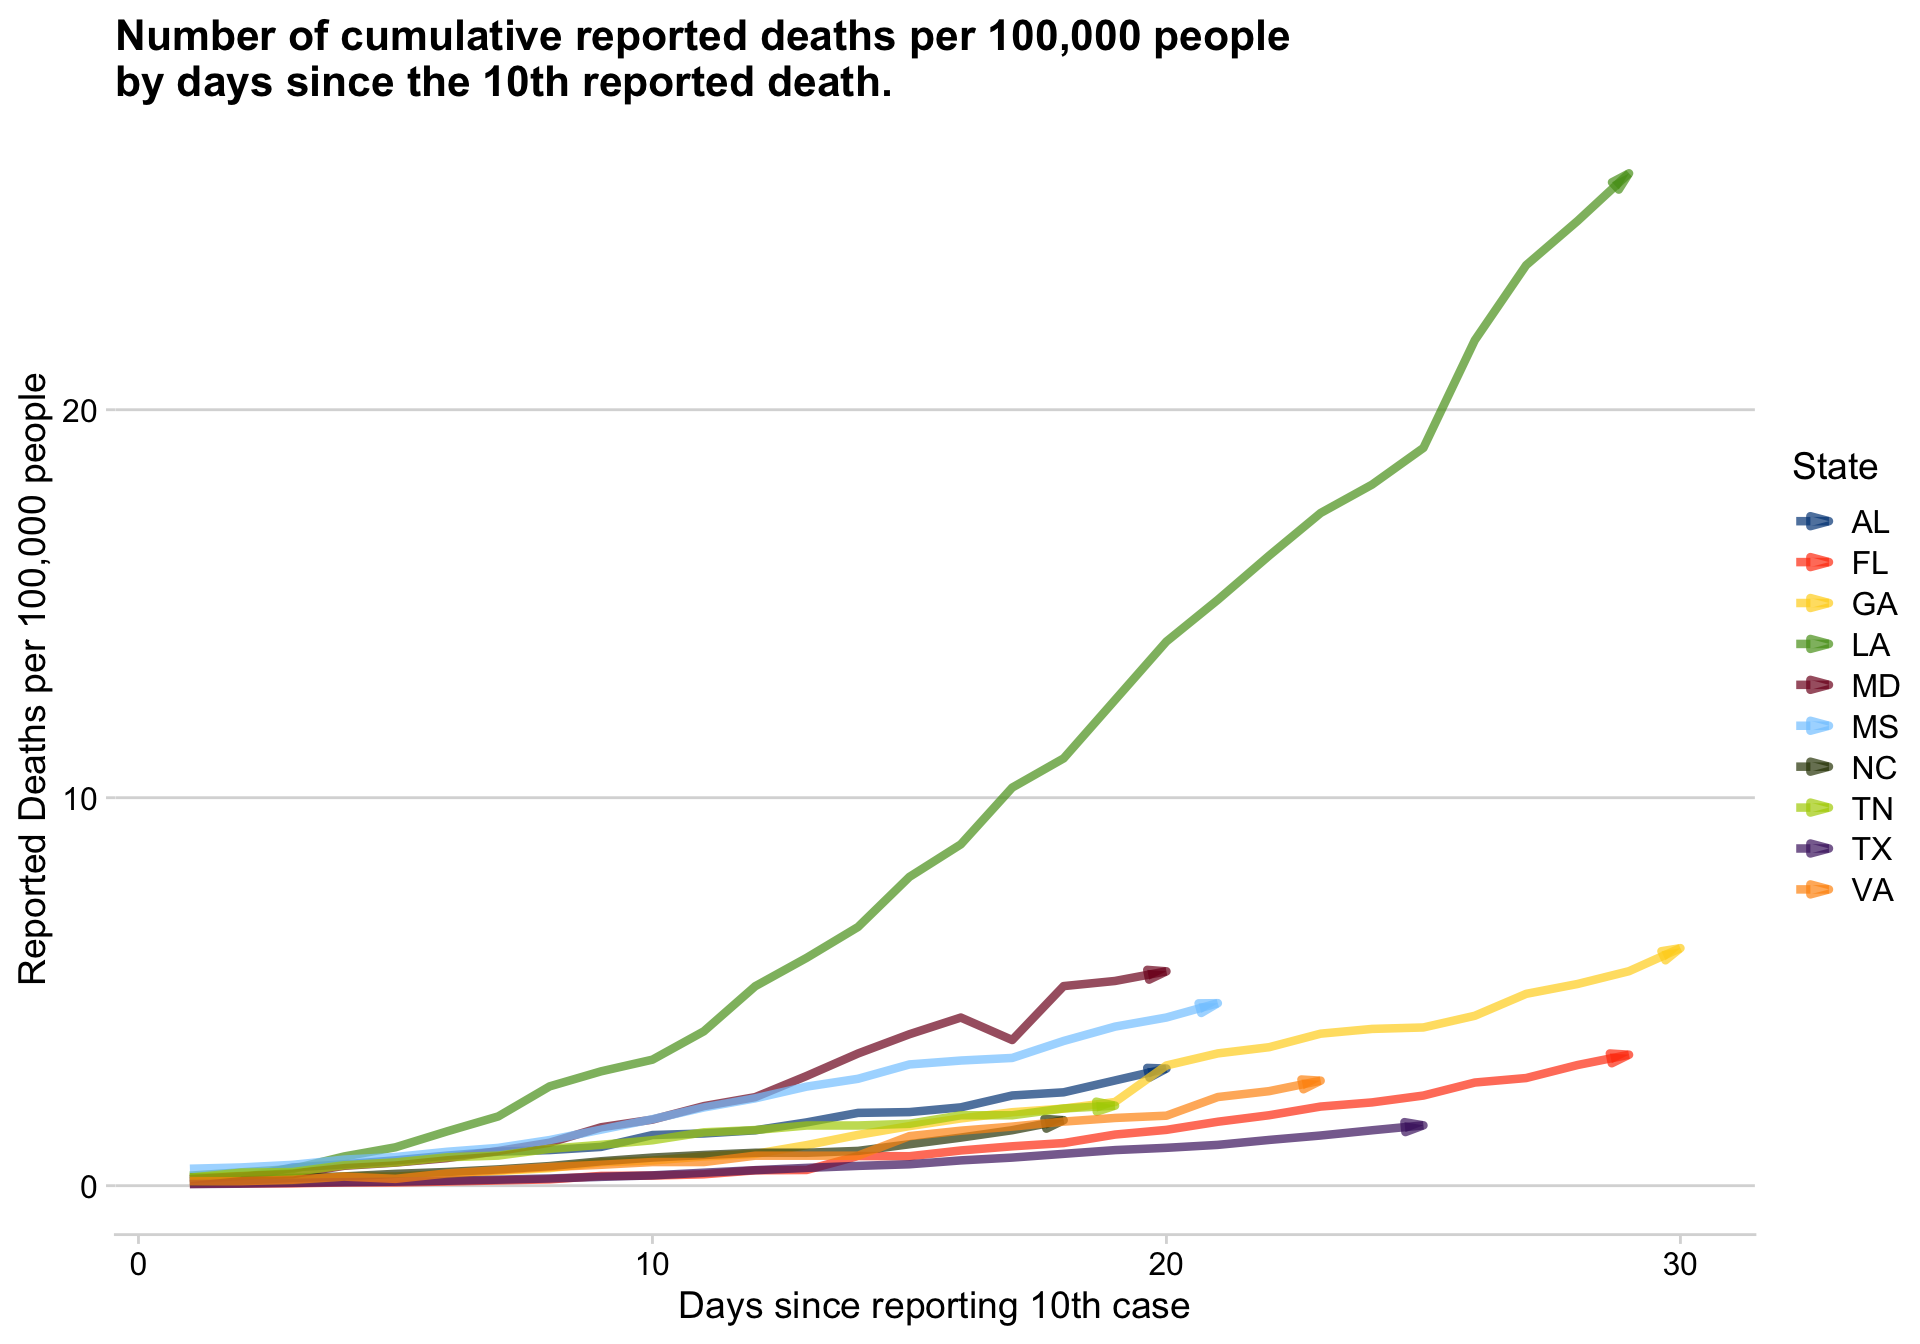 Number of cumulative reported deaths per 100,000 people
by days since the 10th reported death.
Reported Deaths per 100,000 people
20
10
0
0
10
20
30
Days since reporting 10th case
State
AL
FL
GA
LA
MD
MS
NC
TN
TX
VA